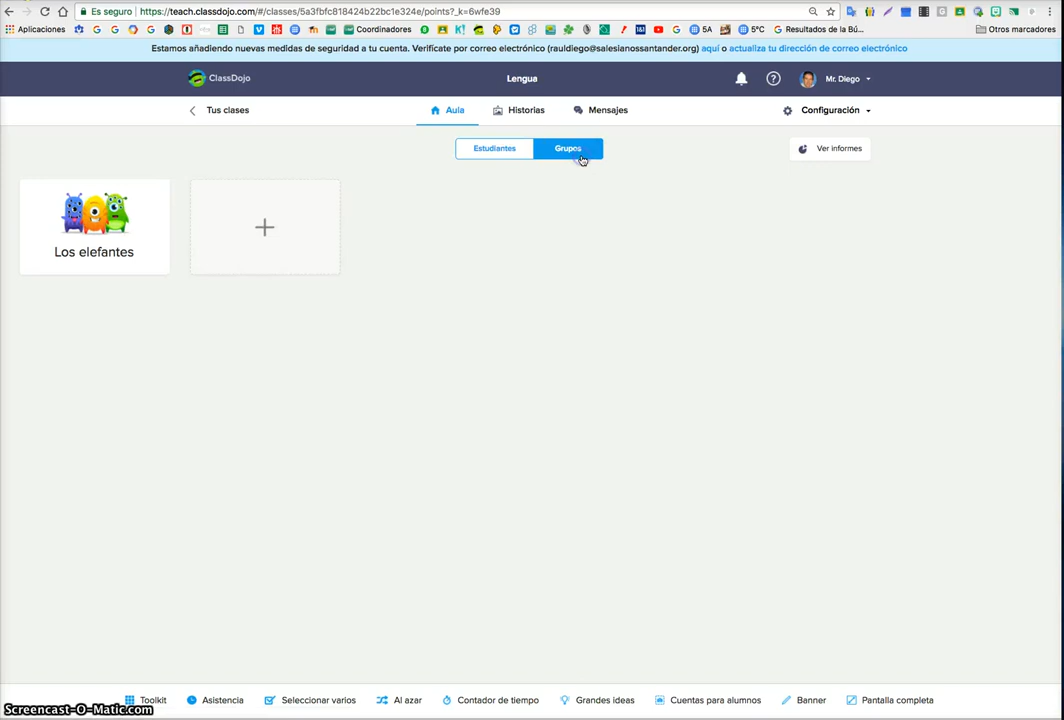 Es seguro https://teach.classdojo.com/#/classes/5a3fbfc818424b22bc1e324e/points?_k=6wfe39
Aplicaciones Coordinadores 5A 5ºC Resultados de la Bú... Otros marcadores
Estamos añadiendo nuevas medidas de seguridad a tu cuenta. Verifícate por correo electrónico (rauldiego@salesianossantander.org) aquí o actualiza tu dirección de correo electrónico
ClassDojo Lengua Mr. Diego
Tus clases Aula Historias Mensajes Configuración
Estudiantes Grupos Ver informes
Los elefantes
Toolkit Asistencia Seleccionar varios Al azar Contador de tiempo Grandes ideas Cuentas para alumnos Banner Pantalla completa
Screencast-O-Matic.com